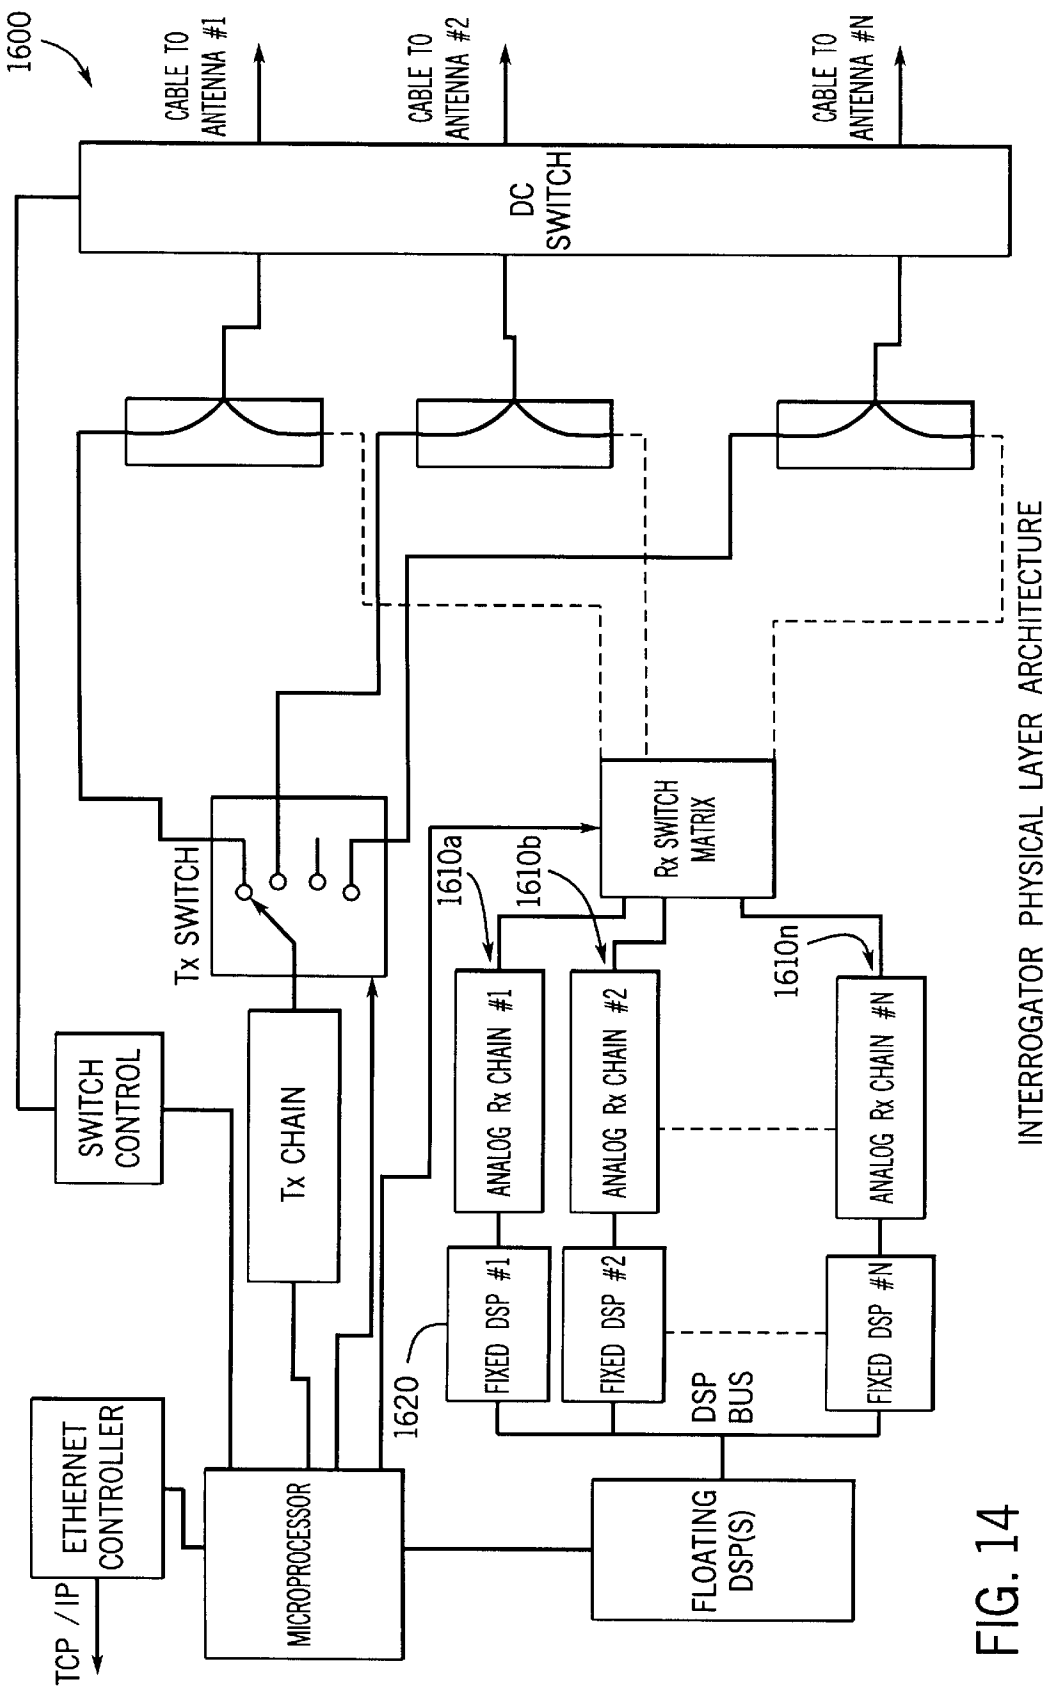 1600
CABLE TO
ANTENNA #1
CABLE TO
ANTENNA #2
CABLE TO
ANTENNA #N
DC
SWITCH
Tx SWITCH
SWITCH
CONTROL
Tx CHAIN
Rx SWITCH
MATRIX
1610a
1610b
1610n
ANALOG Rx CHAIN #1
ANALOG Rx CHAIN #2
ANALOG Rx CHAIN #N
FIXED DSP #1
FIXED DSP #2
FIXED DSP #N
1620
DSP
BUS
ETHERNET
CONTROLLER
TCP /IP
MICROPROCESSOR
FLOATING
DSP(S)
INTERROGATOR PHYSICAL LAYER ARCHITECTURE
FIG. 14